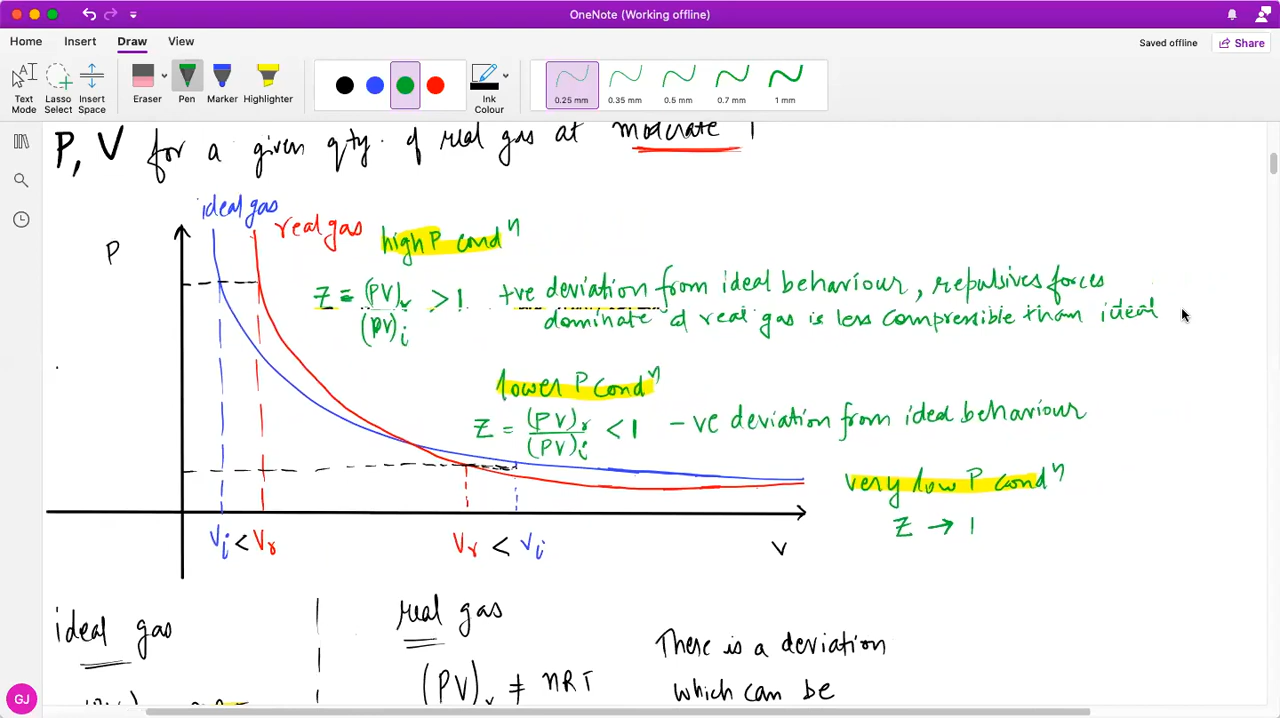 OneNote (Working offline)
Home Insert Draw View
Saved offline
Share
Text Mode
Lasso Select
Insert Space
Eraser
Pen
Marker
Highlighter
Ink Colour
0.25 mm 0.35 mm 0.5 mm 0.7 mm 1 mm
P, V for a given qty. of real gas at moderate T
ideal gas
real gas
high P condⁿ
P
Z = (PV)r / (PV)i > 1 +ve deviation from ideal behaviour, repulsives forces
dominate & real gas is less compressible than ideal
lower P condⁿ
Z = (PV)r / (PV)i < 1 -ve deviation from ideal behaviour
very low P condⁿ
Z → 1
Vi < Vr
Vr < Vi
V
ideal gas
real gas
There is a deviation
(PV)r ≠ nRT
which can be
GJ